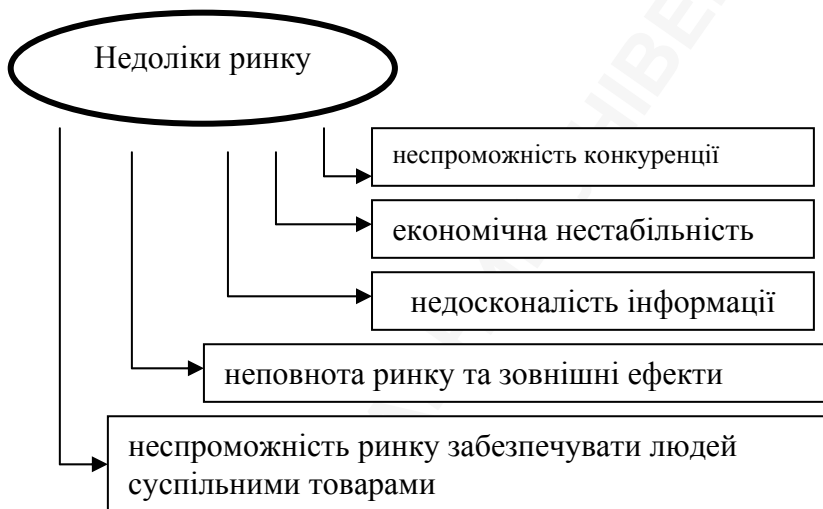 Недоліки ринку
неспроможність конкуренції
економічна нестабільність
недосконалість інформації
неповнота ринку та зовнішні ефекти
неспроможність ринку забезпечувати людей
суспільними товарами